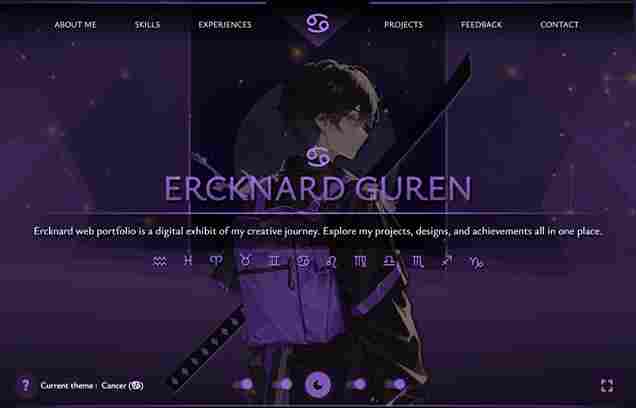 ABOUT ME SKILLS EXPERIENCES ♋ PROJECTS FEEDBACK CONTACT
♋
ERCKNARD GUREN
Ercknard web portfolio is a digital exhibit of my creative journey. Explore my projects, designs, and achievements all in one place.
♒ ♓ ♈ ♉ ♊ ♋ ♌ ♍ ♎ ♏ ♐ ♑
? Current theme : Cancer (♋)